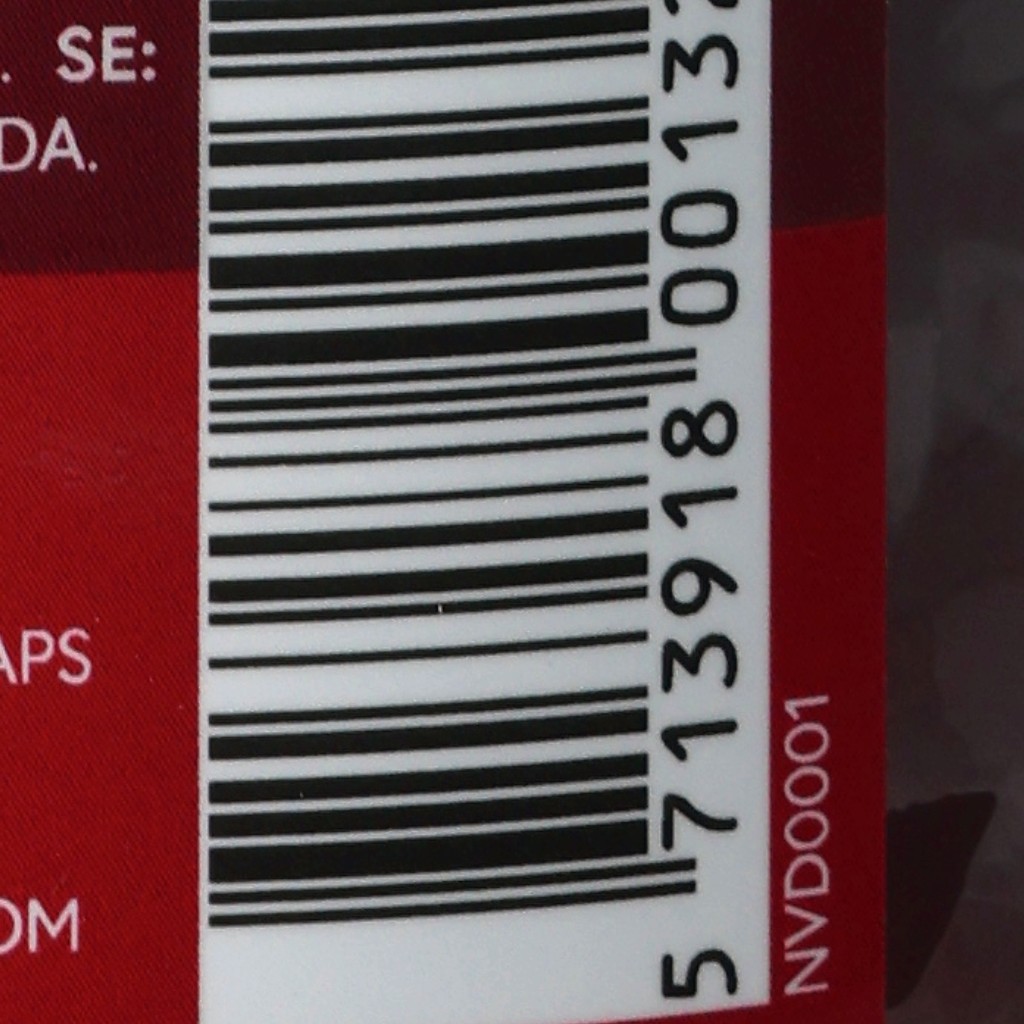 . SE:
DA.
APS
OM
5 713918 0013
NVD0001